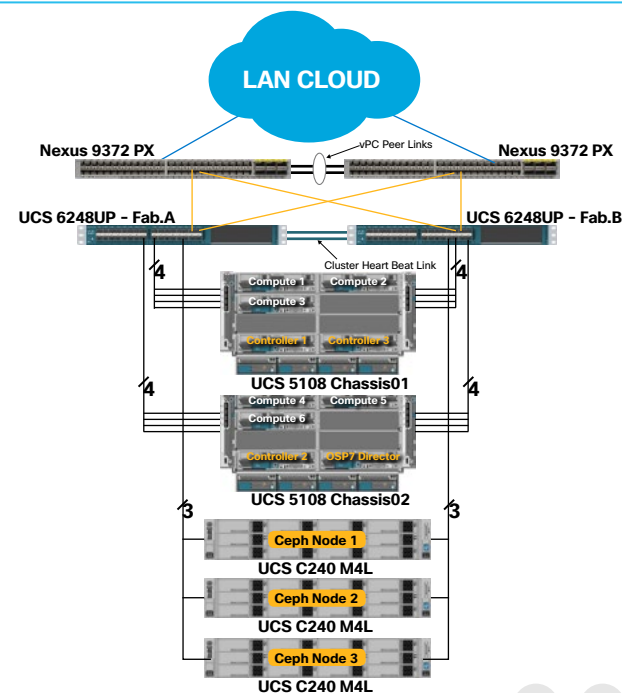 LAN CLOUD
vPC Peer Links
Nexus 9372 PX
Nexus 9372 PX
UCS 6248UP - Fab.A
UCS 6248UP - Fab.B
Cluster Heart Beat Link
4
4
Compute 1
Compute 2
Compute 3
Controller 1
Controller 3
UCS 5108 Chassis01
4
4
Compute 4
Compute 5
Compute 6
Controller 2
OSP7 Director
UCS 5108 Chassis02
3
3
Ceph Node 1
UCS C240 M4L
Ceph Node 2
UCS C240 M4L
Ceph Node 3
UCS C240 M4L